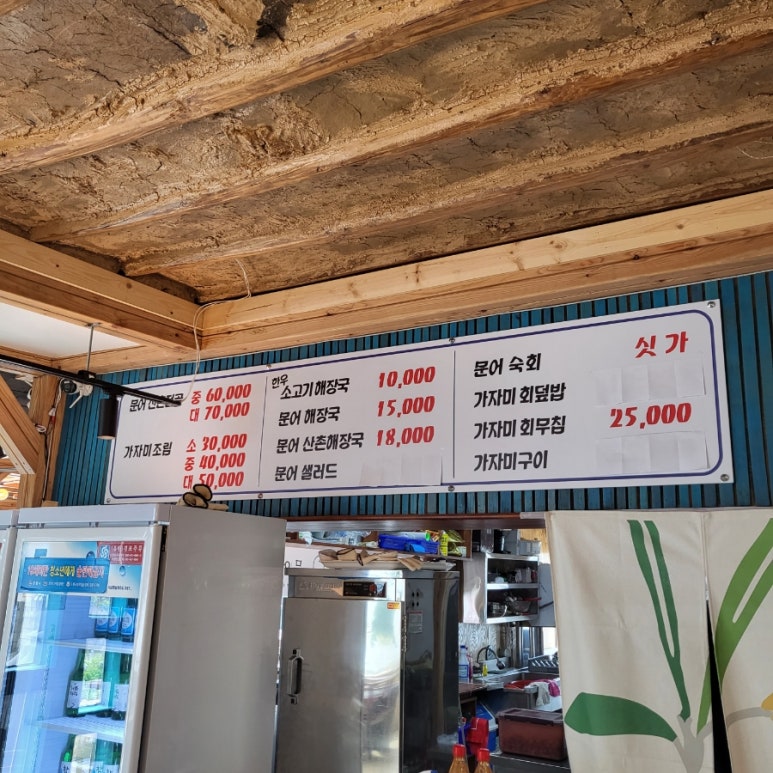 문어 산촌전골 중 60,000
대 70,000
가자미조림 소 30,000
중 40,000
대 50,000
한우
소고기해장국 10,000
문어 해장국 15,000
문어 산촌해장국 18,000
문어 샐러드
문어 숙회 싯가
가자미 회덮밥
가자미 회무침 25,000
가자미구이